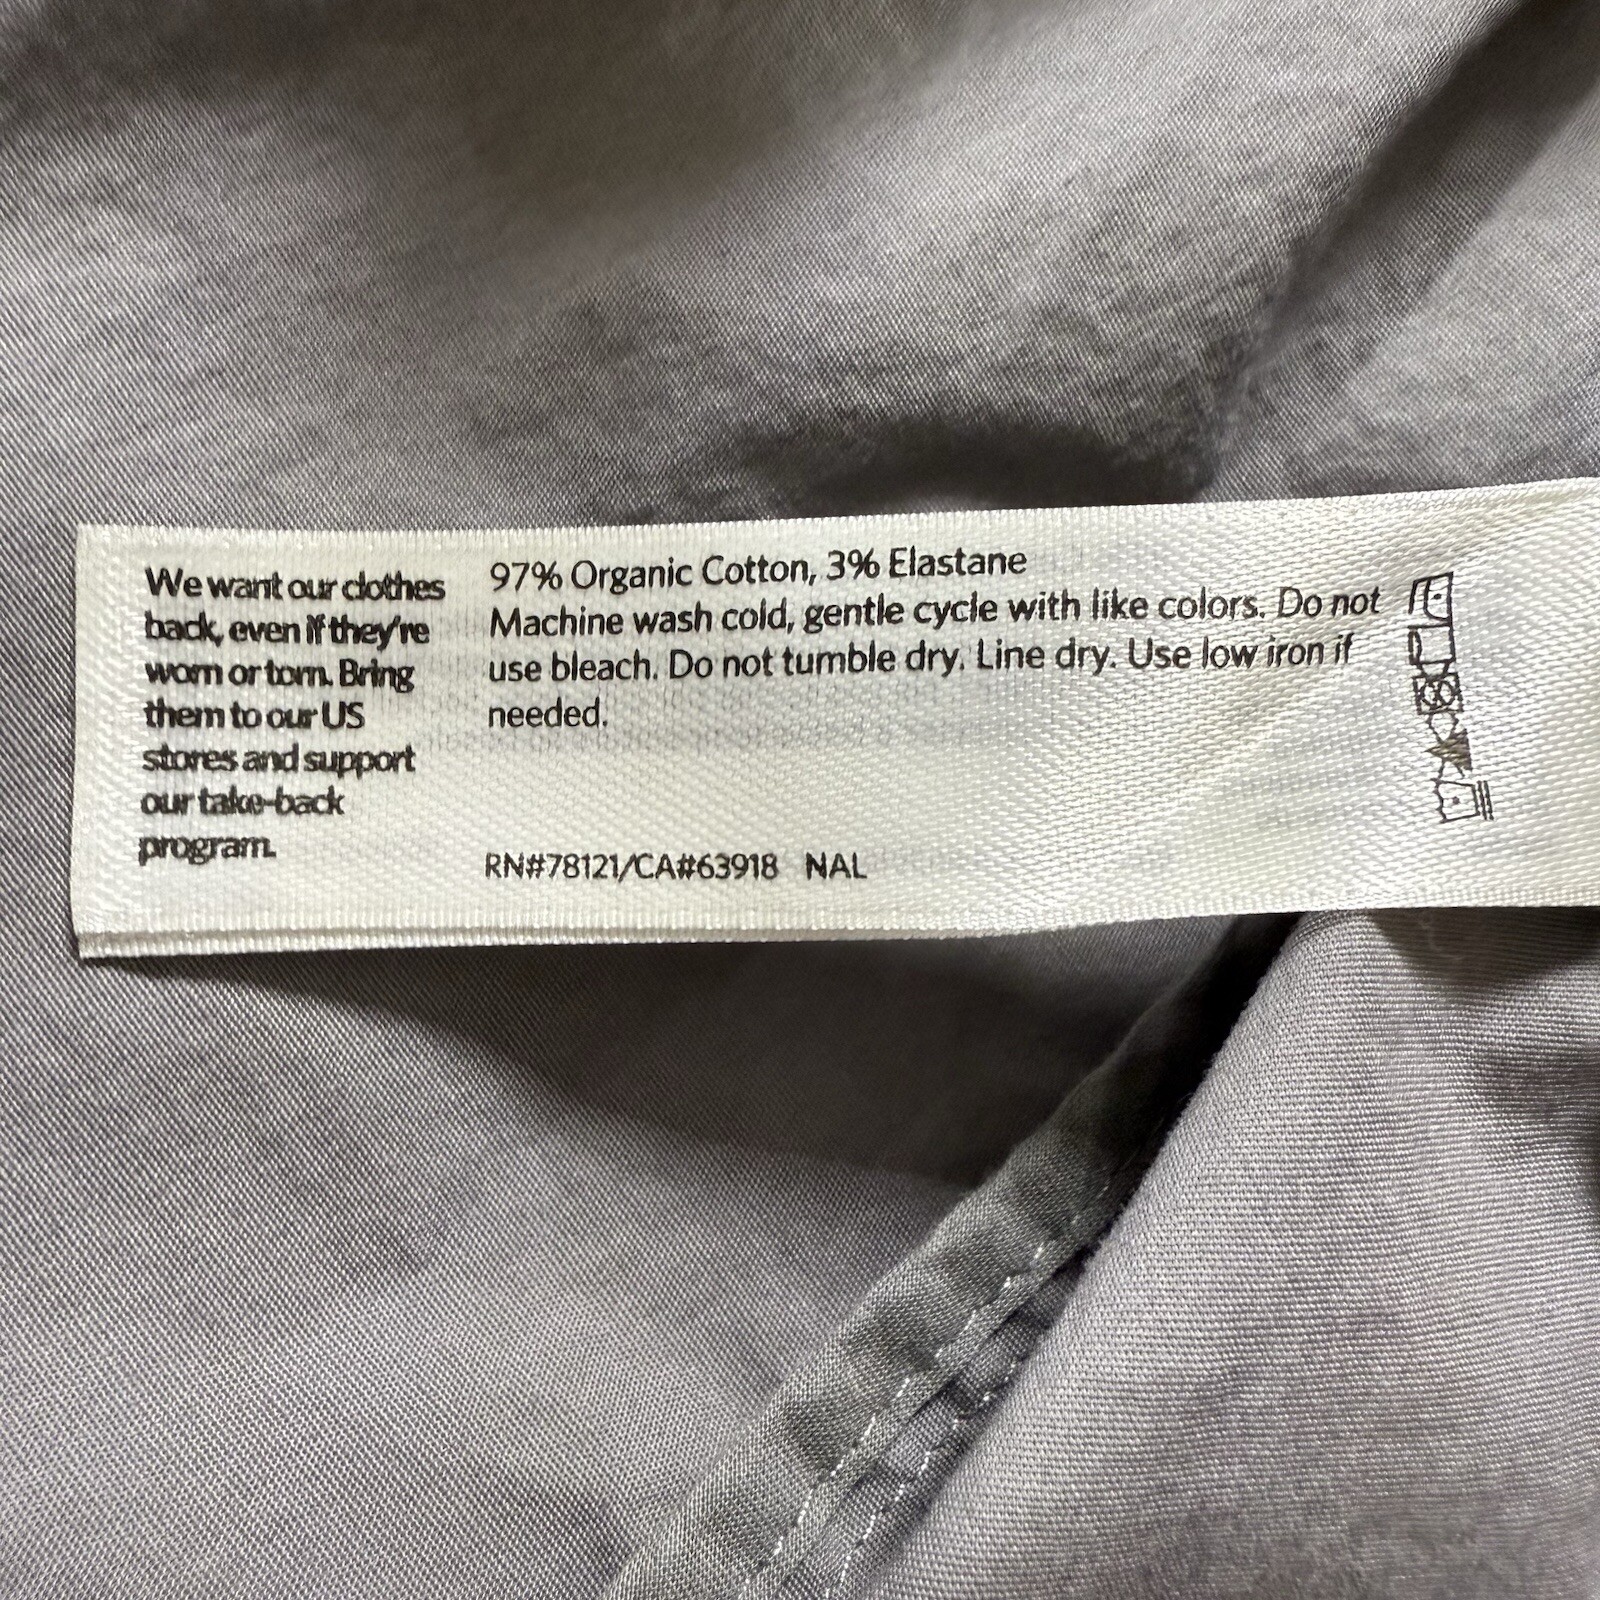 We want our clothes
back, even if they're
worn or torn. Bring
them to our US
stores and support
our take-back
program.
97% Organic Cotton, 3% Elastane
Machine wash cold, gentle cycle with like colors. Do not
use bleach. Do not tumble dry. Line dry. Use low iron if
needed.
RN#78121/CA#63918 NAL